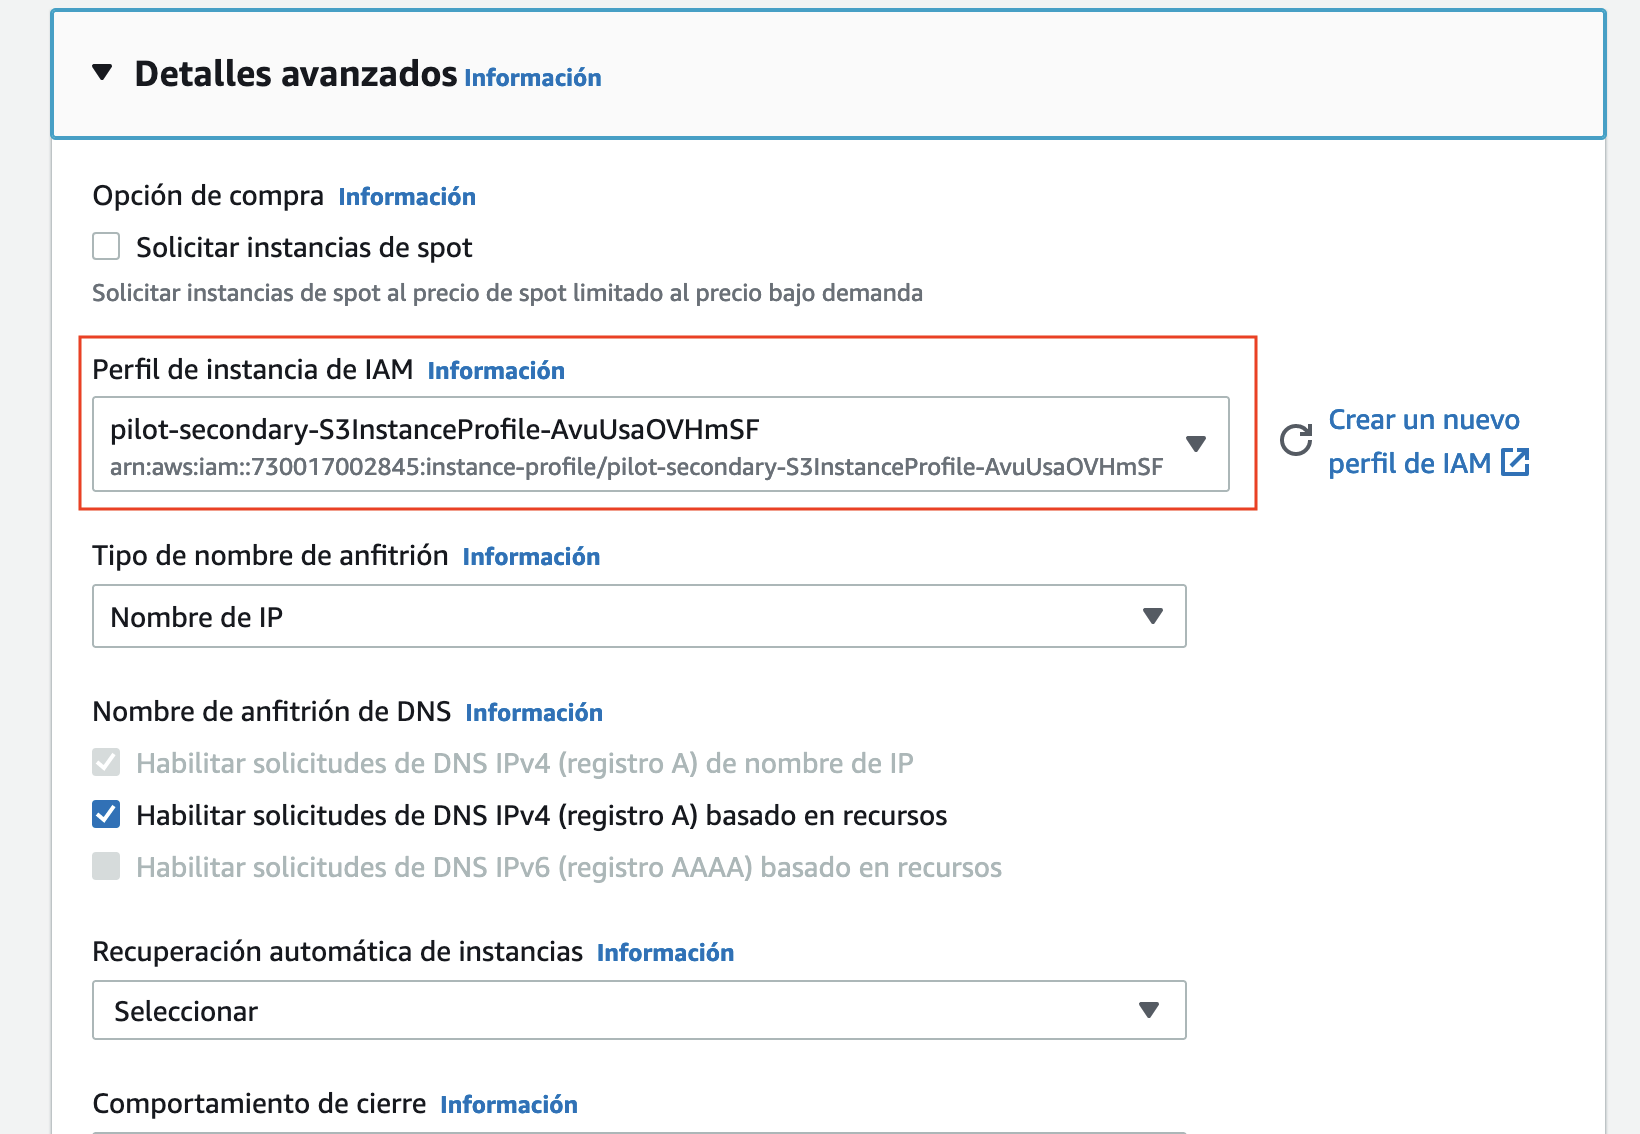 Detalles avanzados Información
Opción de compra Información
Solicitar instancias de spot
Solicitar instancias de spot al precio de spot limitado al precio bajo demanda
Perfil de instancia de IAM Información
pilot-secondary-S3InstanceProfile-AvuUsaOVHmSF
arn:aws:iam::730017002845:instance-profile/pilot-secondary-S3InstanceProfile-AvuUsaOVHmSF
Crear un nuevo
perfil de IAM
Tipo de nombre de anfitrión Información
Nombre de IP
Nombre de anfitrión de DNS Información
Habilitar solicitudes de DNS IPv4 (registro A) de nombre de IP
Habilitar solicitudes de DNS IPv4 (registro A) basado en recursos
Habilitar solicitudes de DNS IPv6 (registro AAAA) basado en recursos
Recuperación automática de instancias Información
Seleccionar
Comportamiento de cierre Información